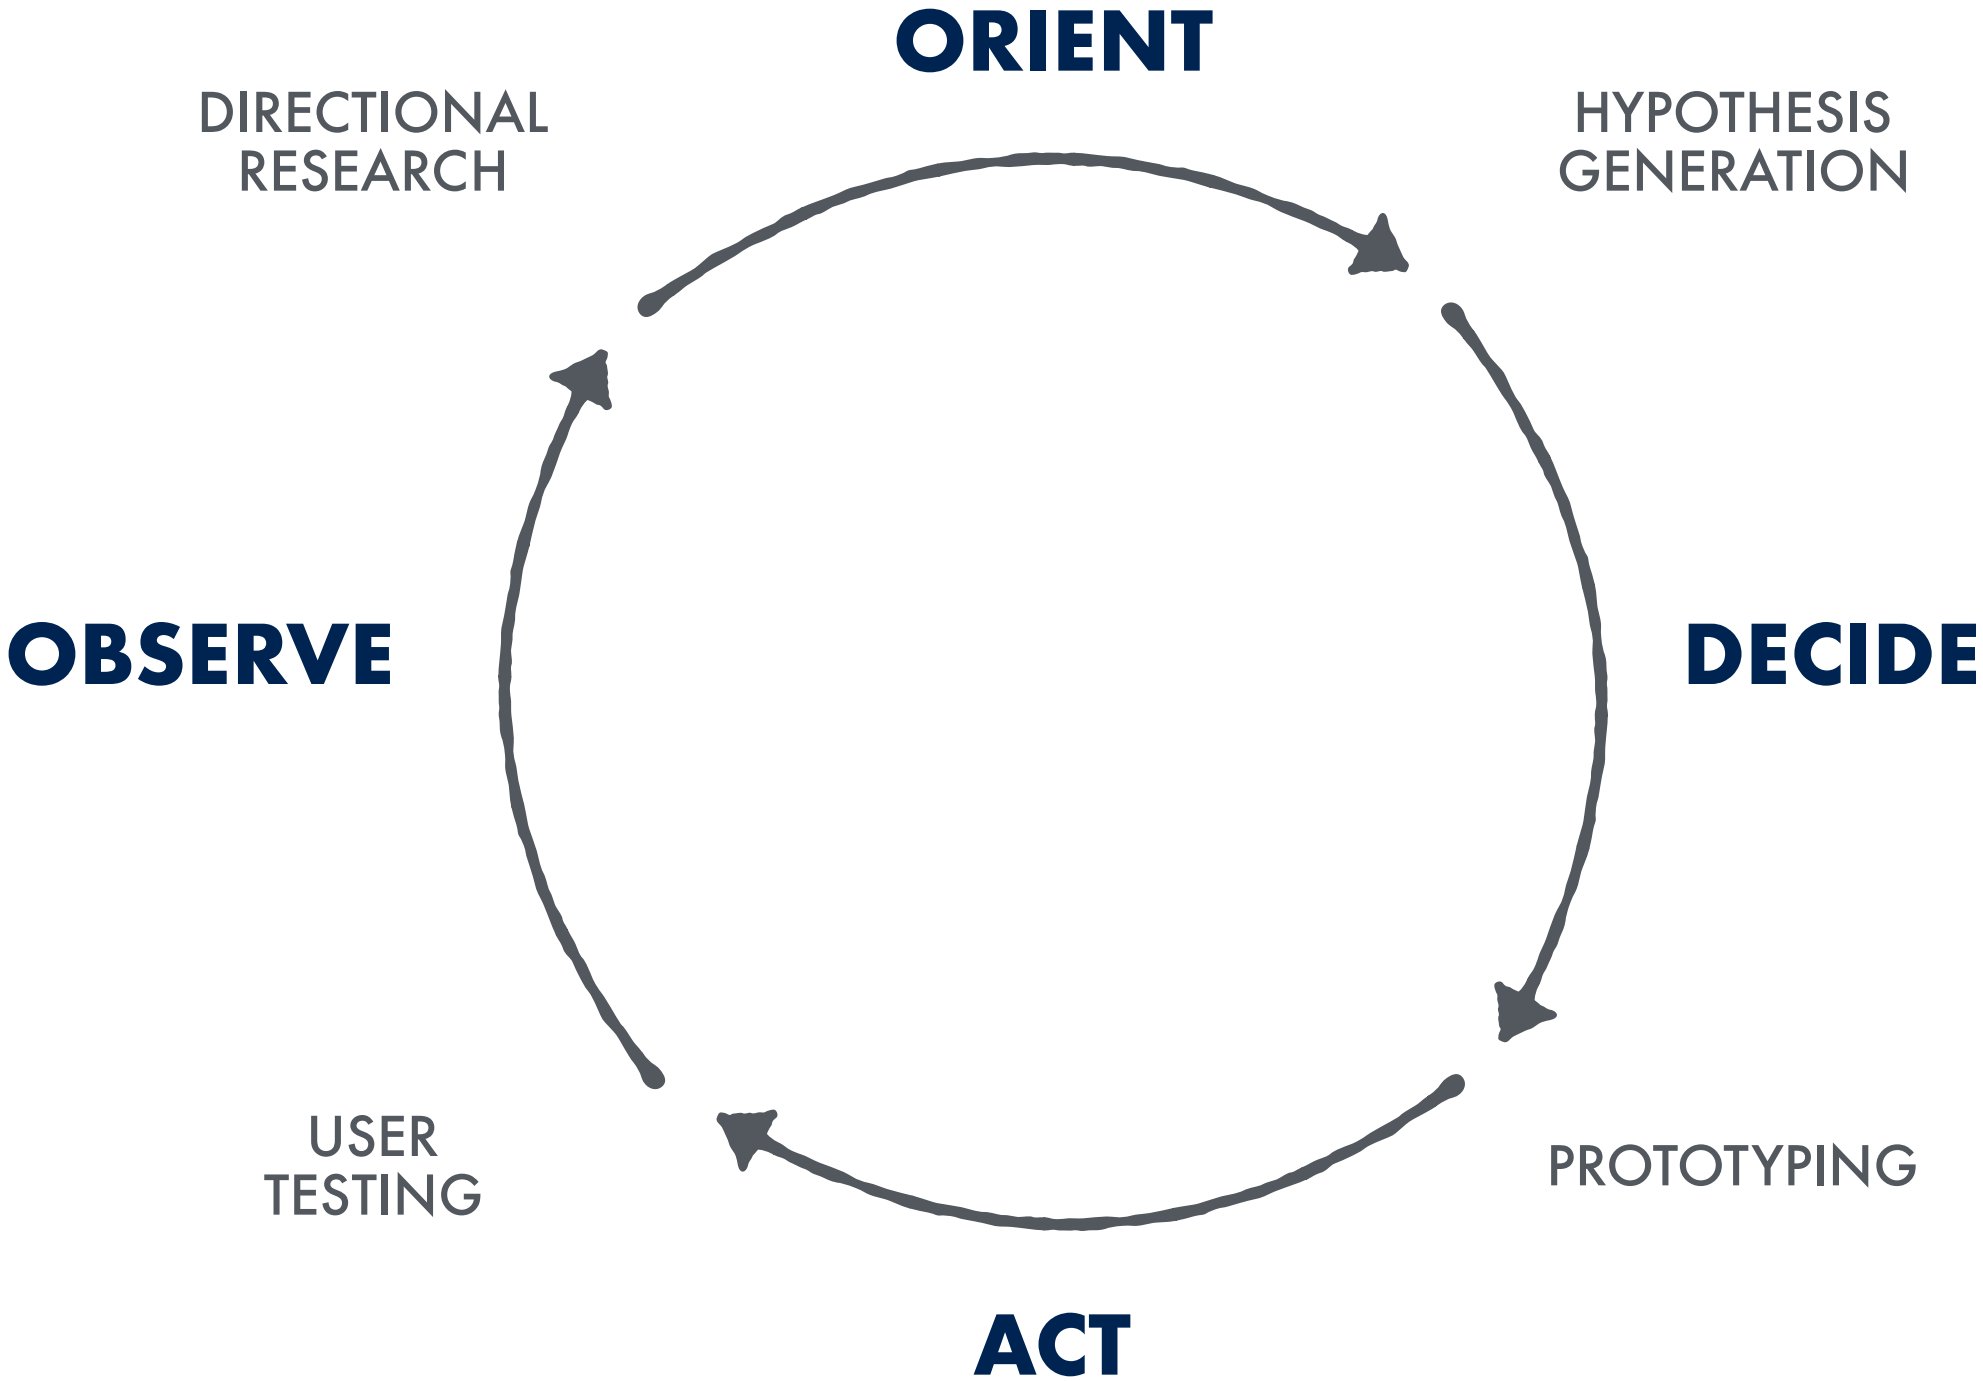 ORIENT
DIRECTIONAL
RESEARCH
HYPOTHESIS
GENERATION
OBSERVE
DECIDE
USER
TESTING
PROTOTYPING
ACT